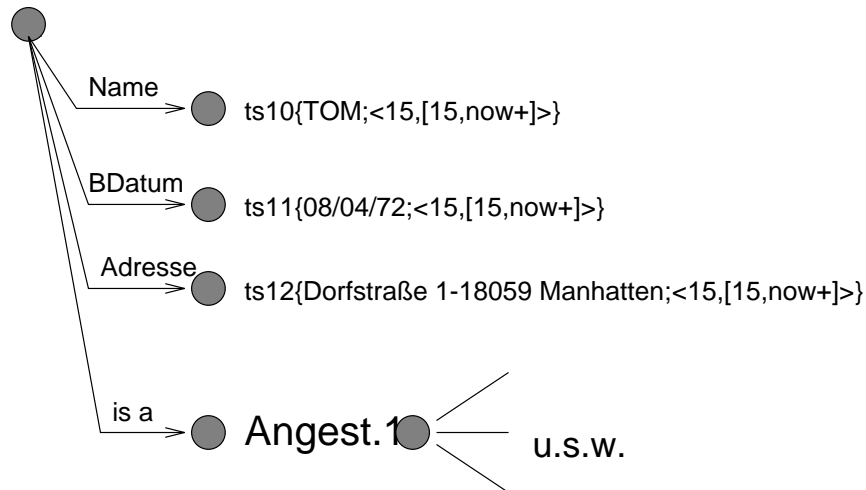 Name
ts10{TOM;<15,[15,now+]>}
BDatum
ts11{08/04/72;<15,[15,now+]>}
Adresse
ts12{Dorfstraße 1-18059 Manhatten;<15,[15,now+]>}
is a
Angest.1
u.s.w.